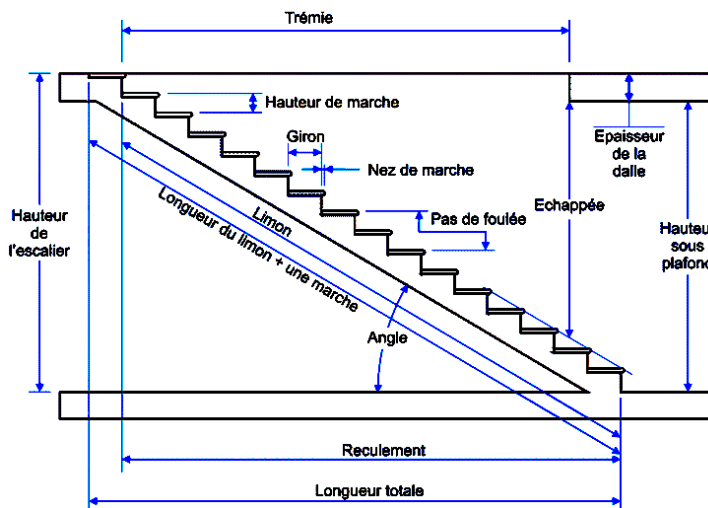 Trémie
Hauteur de marche
Giron
Nez de marche
Epaisseur
de la
dalle
Hauteur
de
l'escalier
Limon
Longueur du limon + une marche
Pas de foulée
Echappée
Hauteur
sous
plafond
Angle
Reculement
Longueur totale